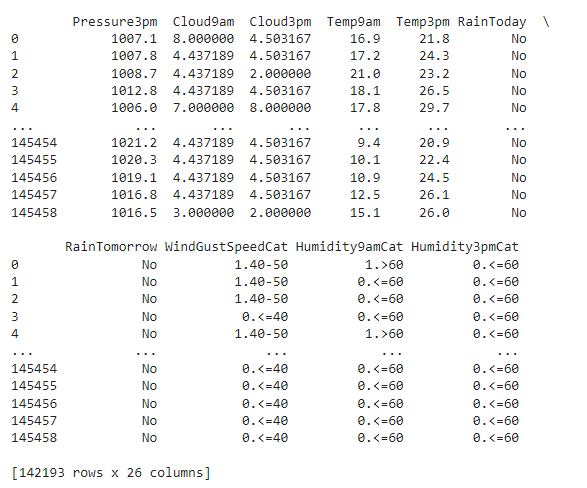 Pressure3pm Cloud9am Cloud3pm Temp9am Temp3pm RainToday \
0 1007.1 8.000000 4.503167 16.9 21.8 No
1 1007.8 4.437189 4.503167 17.2 24.3 No
2 1008.7 4.437189 2.000000 21.0 23.2 No
3 1012.8 4.437189 4.503167 18.1 26.5 No
4 1006.0 7.000000 8.000000 17.8 29.7 No
... ... ... ... ... ... ...
145454 1021.2 4.437189 4.503167 9.4 20.9 No
145455 1020.3 4.437189 4.503167 10.1 22.4 No
145456 1019.1 4.437189 4.503167 10.9 24.5 No
145457 1016.8 4.437189 4.503167 12.5 26.1 No
145458 1016.5 3.000000 2.000000 15.1 26.0 No
RainTomorrow WindGustSpeedCat Humidity9amCat Humidity3pmCat
0 No 1.40-50 1.>60 0.<=60
1 No 1.40-50 0.<=60 0.<=60
2 No 1.40-50 0.<=60 0.<=60
3 No 0.<=40 0.<=60 0.<=60
4 No 1.40-50 1.>60 0.<=60
... ... ... ... ...
145454 No 0.<=40 0.<=60 0.<=60
145455 No 0.<=40 0.<=60 0.<=60
145456 No 0.<=40 0.<=60 0.<=60
145457 No 0.<=40 0.<=60 0.<=60
145458 No 0.<=40 0.<=60 0.<=60
[142193 rows x 26 columns]